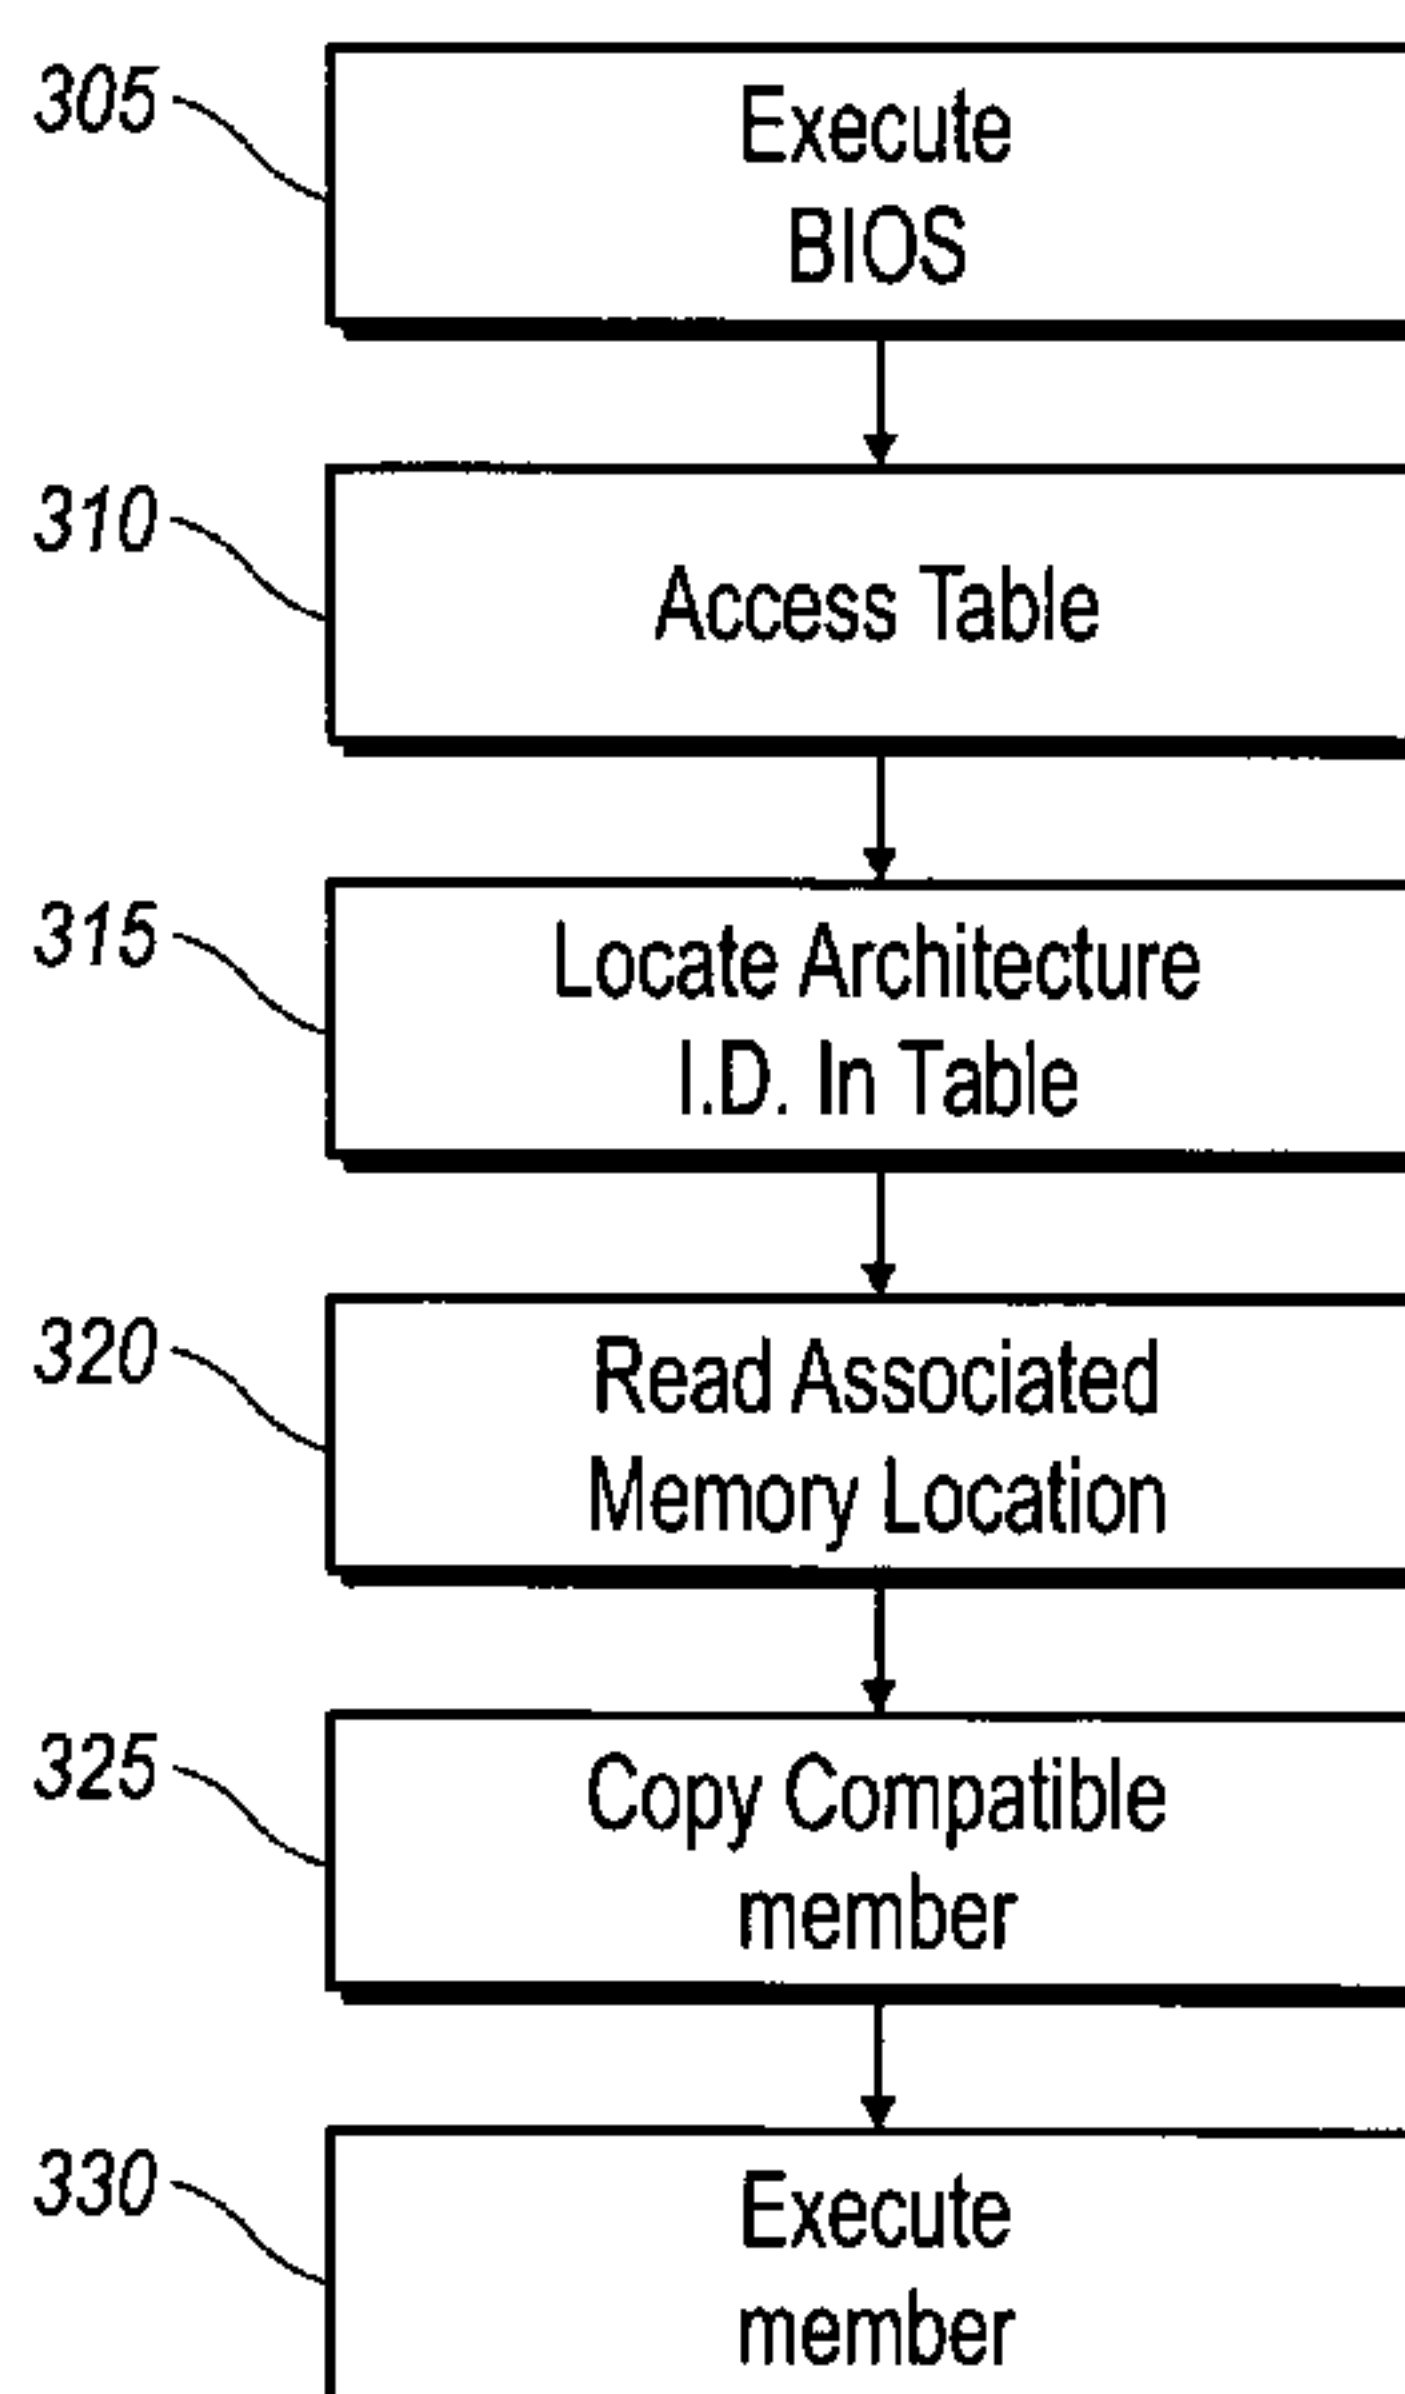 305
Execute
BIOS
310
Access Table
315
Locate Architecture
I.D. In Table
320
Read Associated
Memory Location
325
Copy Compatible
member
330
Execute
member